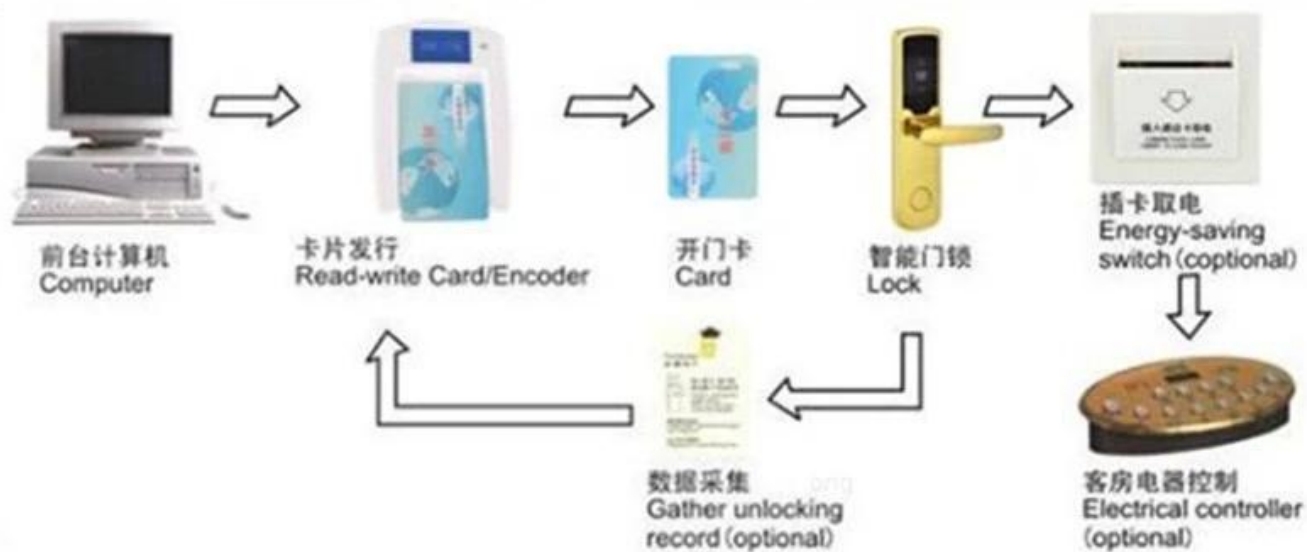 前台计算机
Computer
卡片发行
Read-write Card/Encoder
开门卡
Card
智能门锁
Lock
插卡取电
Energy-saving
switch(coptional)
数据采集
Gather unlocking
record(optional)
客房电器控制
Electrical controller
(optional)